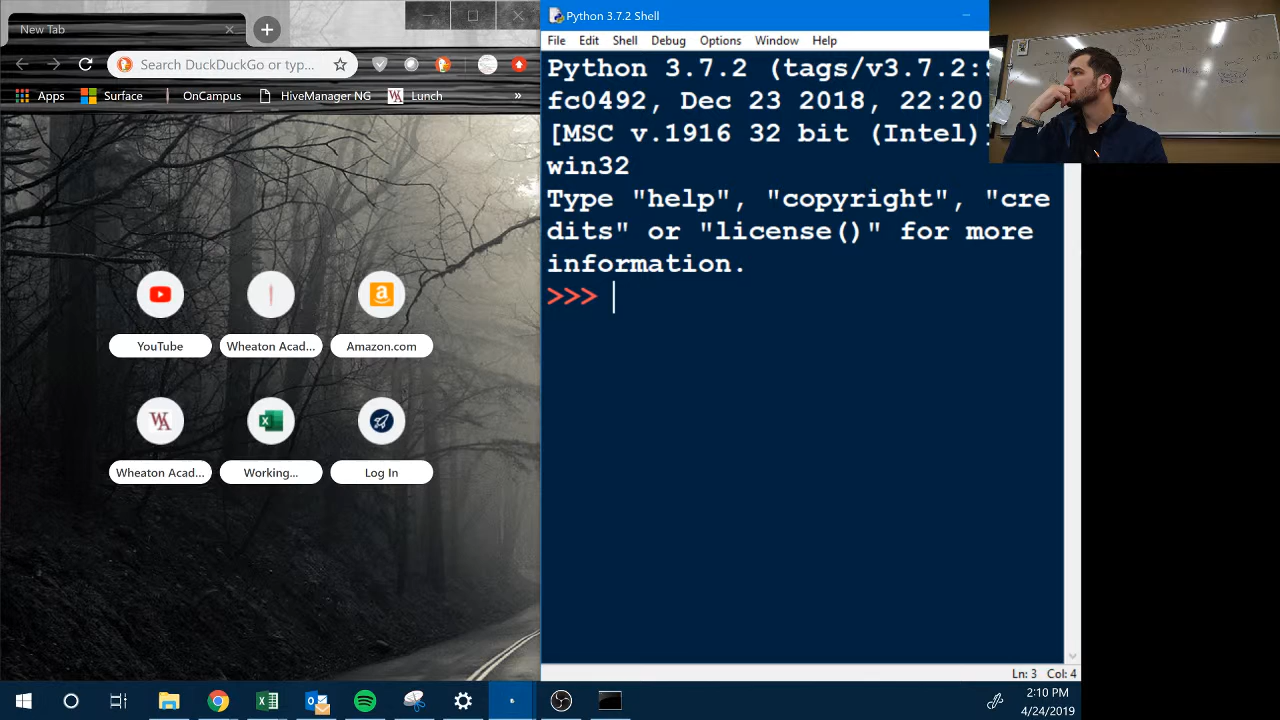 New Tab
Search DuckDuckGo or typ...
Apps
Surface
OnCampus
HiveManager NG
Lunch
»
YouTube
Wheaton Acad...
Amazon.com
Wheaton Acad...
Working...
Log In
Python 3.7.2 Shell
File Edit Shell Debug Options Window Help
Python 3.7.2 (tags/v3.7.2:
fc0492, Dec 23 2018, 22:20
[MSC v.1916 32 bit (Intel)
win32
Type "help", "copyright", "cre
dits" or "license()" for more
information.
>>>
Ln: 3 Col: 4
2:10 PM
4/24/2019